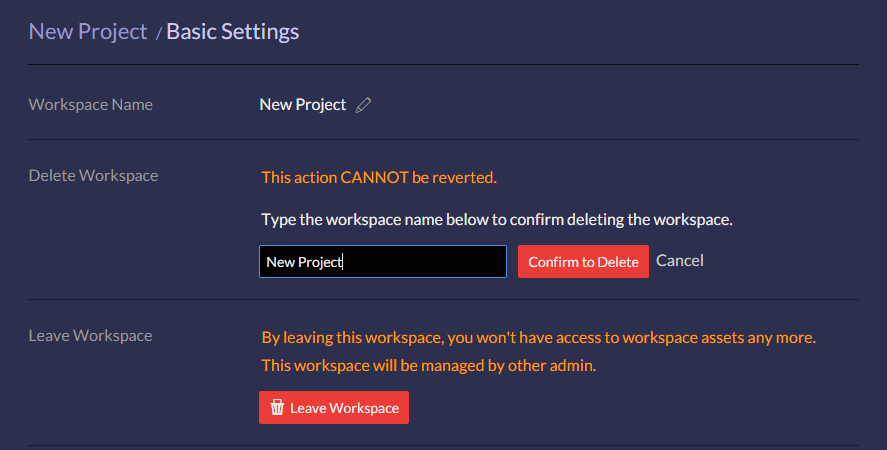 New Project / Basic Settings
Workspace Name New Project
Delete Workspace This action CANNOT be reverted.
Type the workspace name below to confirm deleting the workspace.
New Project Confirm to Delete Cancel
Leave Workspace By leaving this workspace, you won't have access to workspace assets any more.
This workspace will be managed by other admin.
Leave Workspace